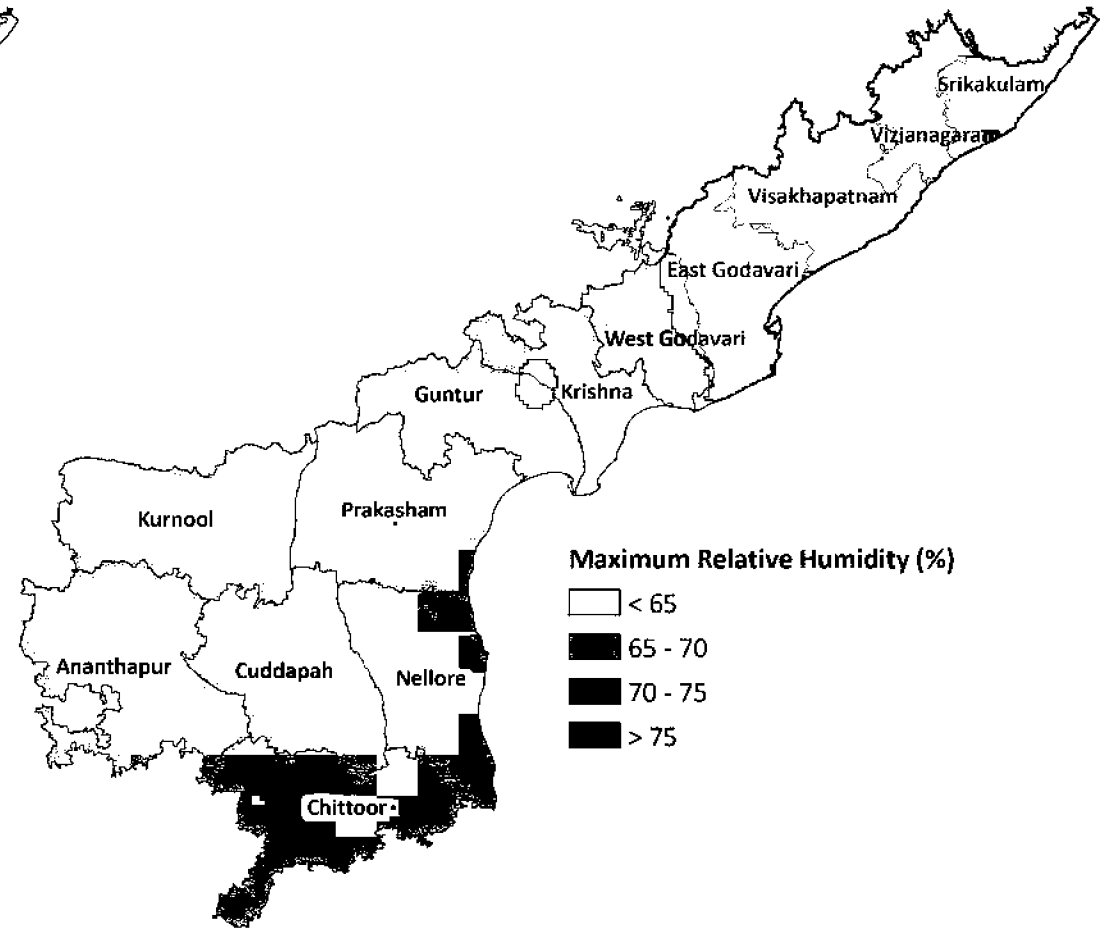 Srikakulam
Vizianagaram
Visakhapatnam
East Godavari
West Godavari
Guntur
Krishna
Kurnool
Prakasham
Maximum Relative Humidity (%)
< 65
65 - 70
70 - 75
> 75
Ananthapur
Cuddapah
Nellore
Chittoor